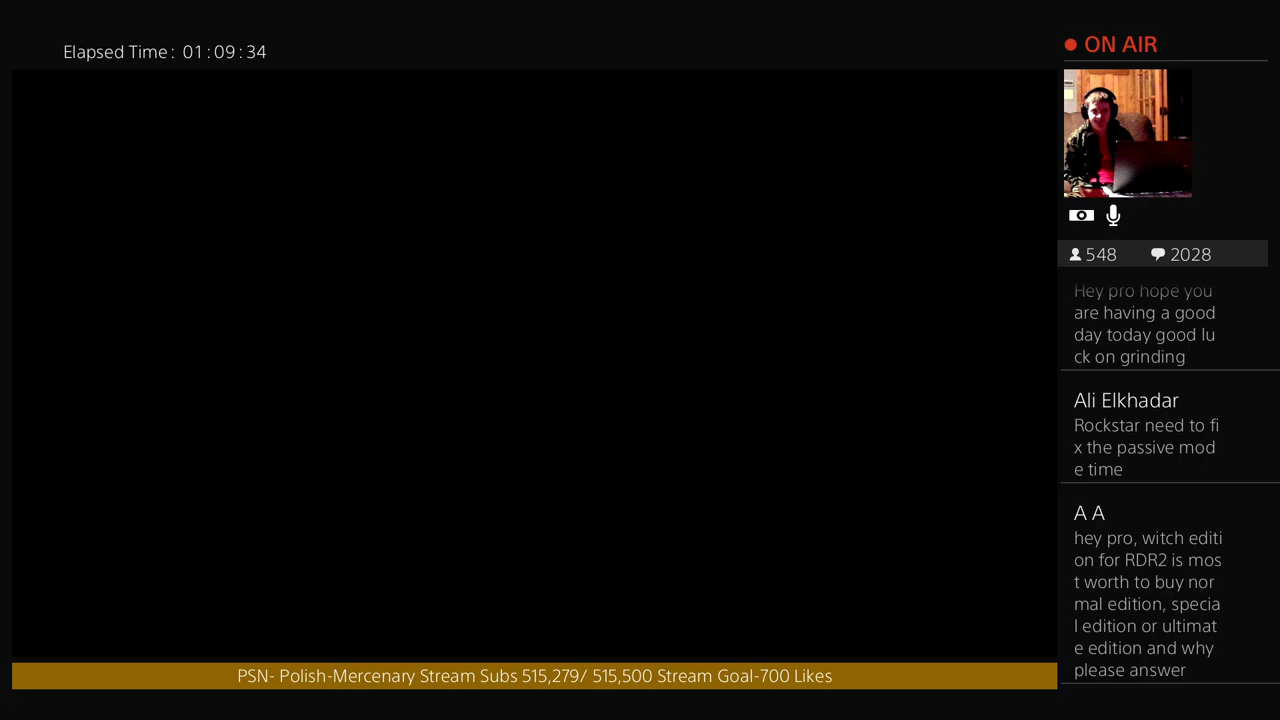 Elapsed Time: 01:09:34
ON AIR
548 2028
Hey pro hope you
are having a good
day today good lu
ck on grinding
Ali Elkhadar
Rockstar need to fi
x the passive mod
e time
A A
hey pro, witch editi
on for RDR2 is mos
t worth to buy nor
mal edition, specia
l edition or ultimat
e edition and why
please answer
PSN- Polish-Mercenary Stream Subs 515,279/ 515,500 Stream Goal-700 Likes